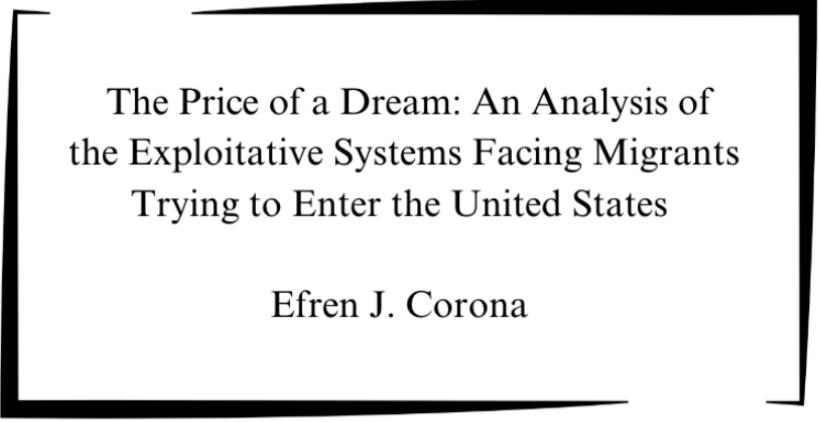 The Price of a Dream: An Analysis of
the Exploitative Systems Facing Migrants
Trying to Enter the United States
Efren J. Corona